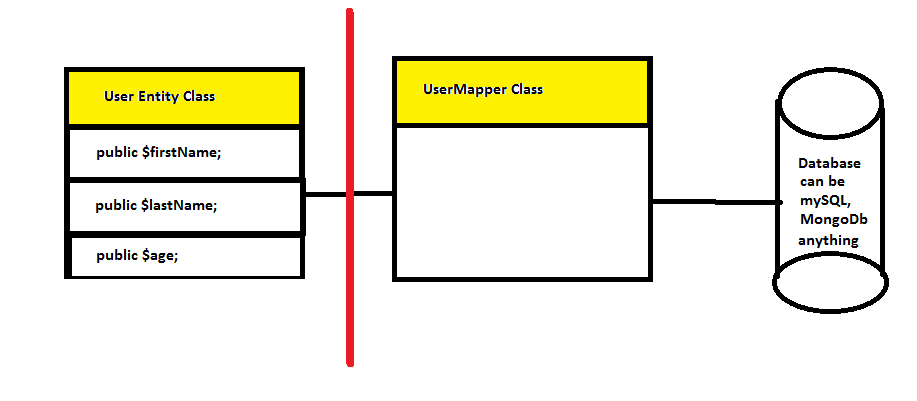 User Entity Class
public $firstName;
public $lastName;
public $age;
UserMapper Class
Database
can be
mySQL,
MongoDb
anything